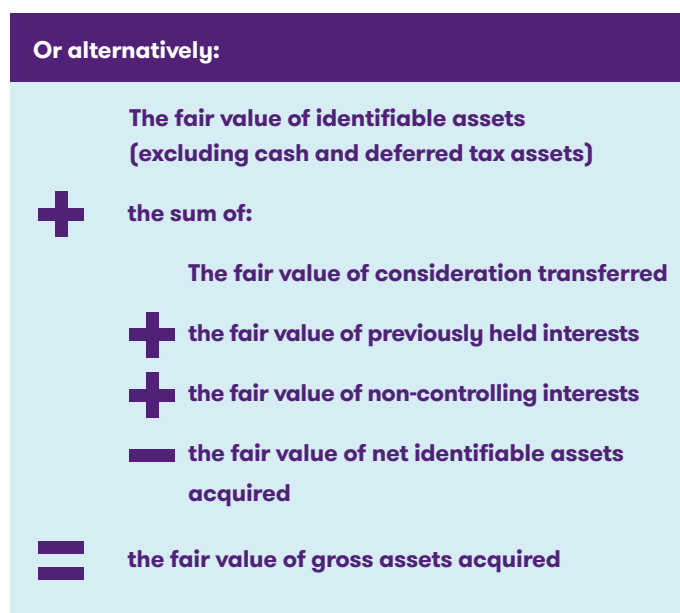 Or alternatively:
The fair value of identifiable assets
(excluding cash and deferred tax assets)
+ the sum of:
The fair value of consideration transferred
+ the fair value of previously held interests
+ the fair value of non-controlling interests
− the fair value of net identifiable assets
acquired
= the fair value of gross assets acquired